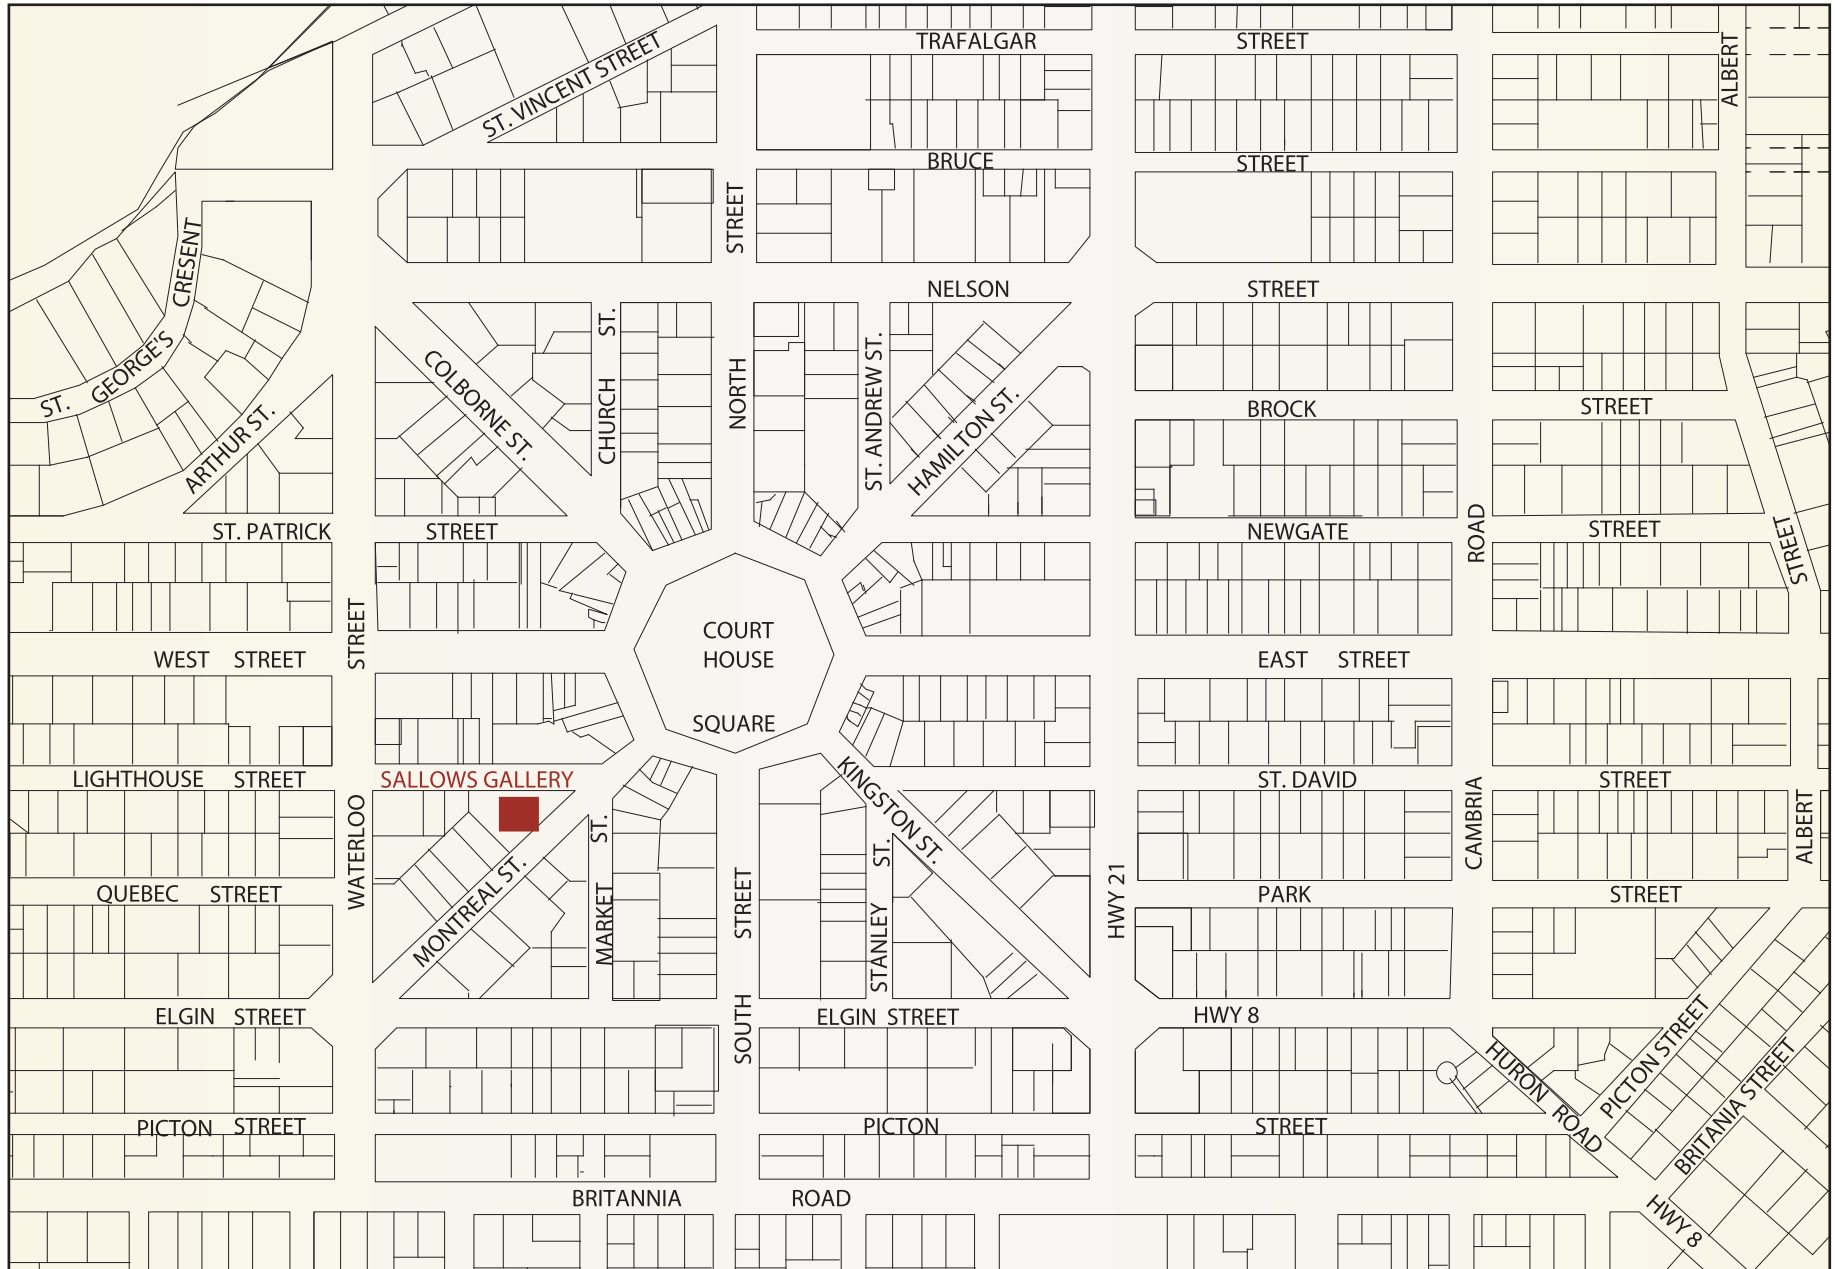 TRAFALGAR STREET
ALBERT
ST. VINCENT STREET
BRUCE STREET
STREET
CRESENT
NELSON STREET
ST. GEORGE'S
COLBORNE ST.
CHURCH ST.
NORTH
ST. ANDREW ST.
HAMILTON ST.
BROCK STREET
ARTHUR ST.
ST. PATRICK STREET
NEWGATE STREET
ROAD
STREET
STREET
COURT
HOUSE
SQUARE
WEST STREET
EAST STREET
LIGHTHOUSE STREET
SALLOWS GALLERY
KINGSTON ST.
ST. DAVID STREET
WATERLOO
CAMBRIA
ALBERT
MONTREAL ST.
MARKET ST.
STREET
STANLEY ST.
HWY 21
QUEBEC STREET
PARK STREET
SOUTH
ELGIN STREET
ELGIN STREET
HWY 8
HURON ROAD
PICTON STREET
BRITANIA STREET
PICTON STREET
PICTON STREET
BRITANNIA ROAD
HWY 8